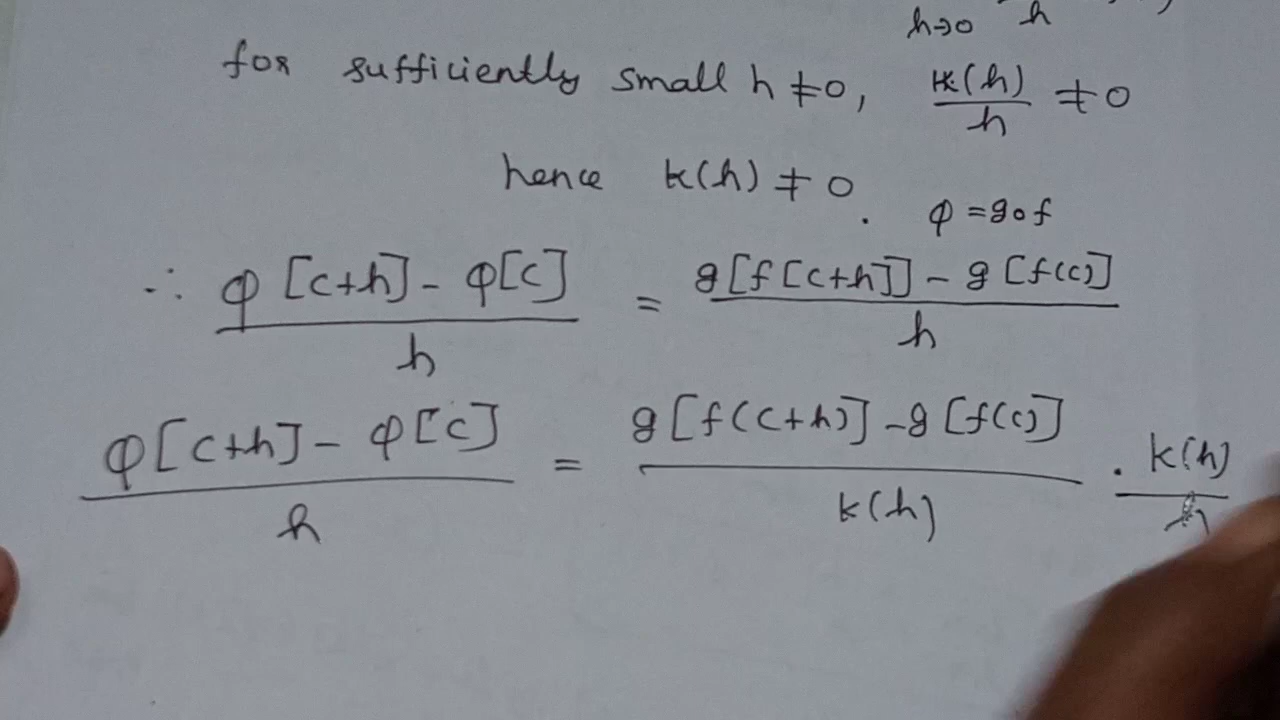 h→0 h
for sufficiently small h ≠ 0, k(h)/h ≠ 0
hence k(h) ≠ 0.
φ = g∘f
∴ φ[c+h] - φ[c] / h = g[f[c+h]] - g[f(c)] / h
φ[c+h] - φ[c] / h = g[f(c+h)] - g[f(c)] / k(h) . k(h) / h